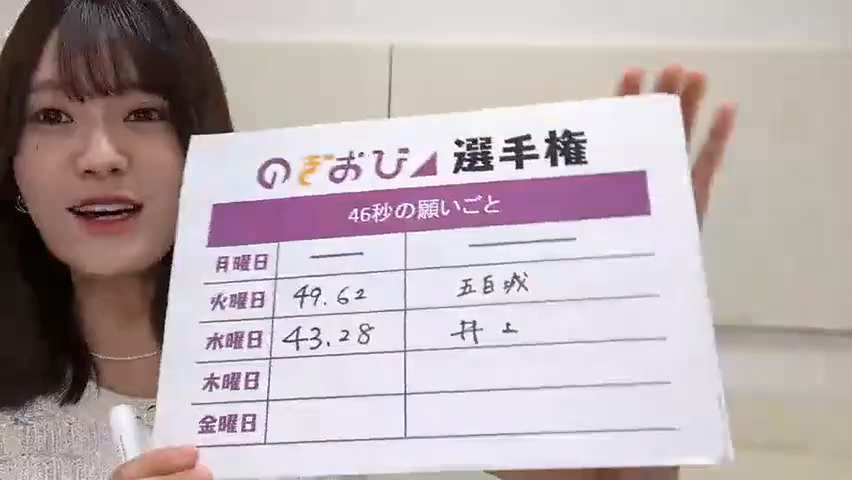 のぎおび 選手権
46秒の願いごと
月曜日 ― ―
火曜日 49.62 五百城
水曜日 43.28 井上
木曜日
金曜日